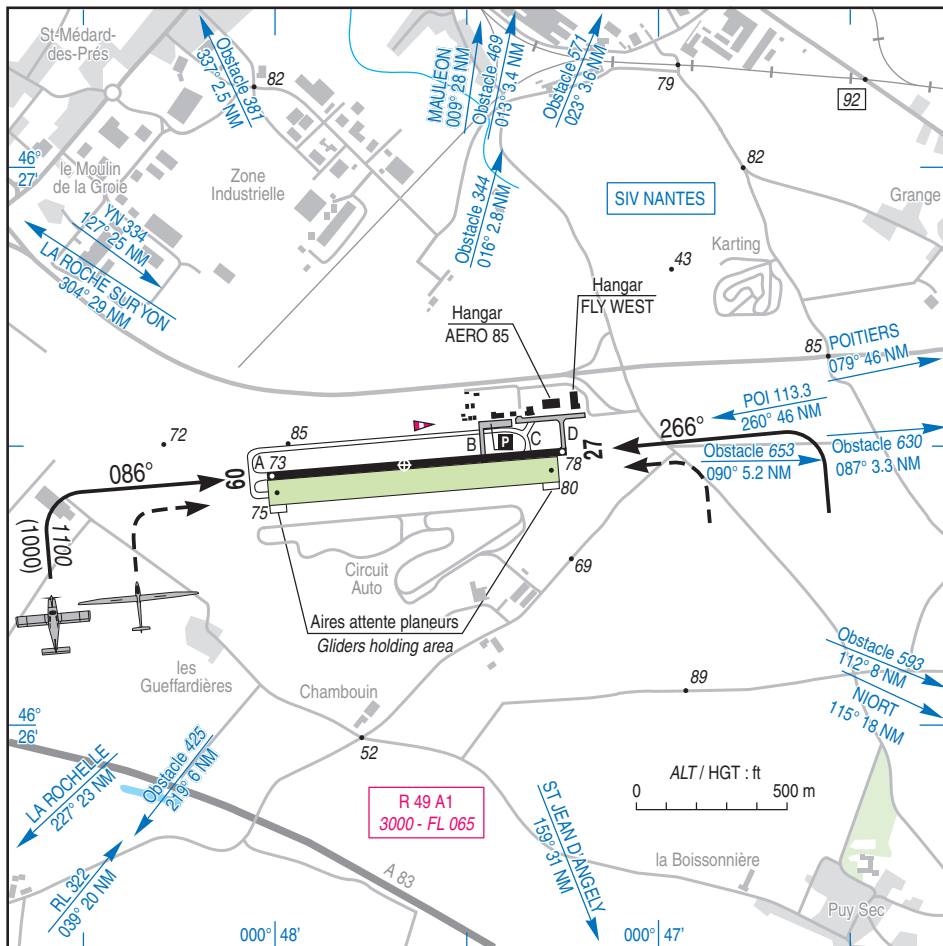 St-Médard-
des-Prés
Obstacle 381
337° 2.5 NM
82
MAULEON
009° 28 NM
Obstacle 469
013° 3.4 NM
Obstacle 571
023° 3.6 NM
79
92
46°
27'
le Moulin
de la Groie
Zone
Industrielle
82
Obstacle 344
016° 2.8 NM
SIV NANTES
Grange
YN 334
127° 25 NM
LA ROCHE SUR YON
304° 29 NM
43
Karting
Hangar
AERO 85
Hangar
FLY WEST
85
POITIERS
079° 46 NM
POI 113.3
260° 46 NM
72
85
B
P
C
D
27
266°
Obstacle 630
087° 3.3 NM
Obstacle 653
090° 5.2 NM
086°
09
A
73
78
80
75
1100
(1000)
Circuit
Auto
69
Aires attente planeurs
Gliders holding area
les
Gueffardières
Chambouin
89
Obstacle 593
112° 8 NM
NIORT
115° 18 NM
46°
26'
52
LA ROCHELLE
227° 23 NM
Obstacle 425
219° 6 NM
R 49 A1
3000 - FL 065
ALT / HGT : ft
0
500 m
ST JEAN D'ANGELY
159° 31 NM
la Boissonnière
RL 322
039° 20 NM
A 83
Puy Sec
000° 48'
000° 47'